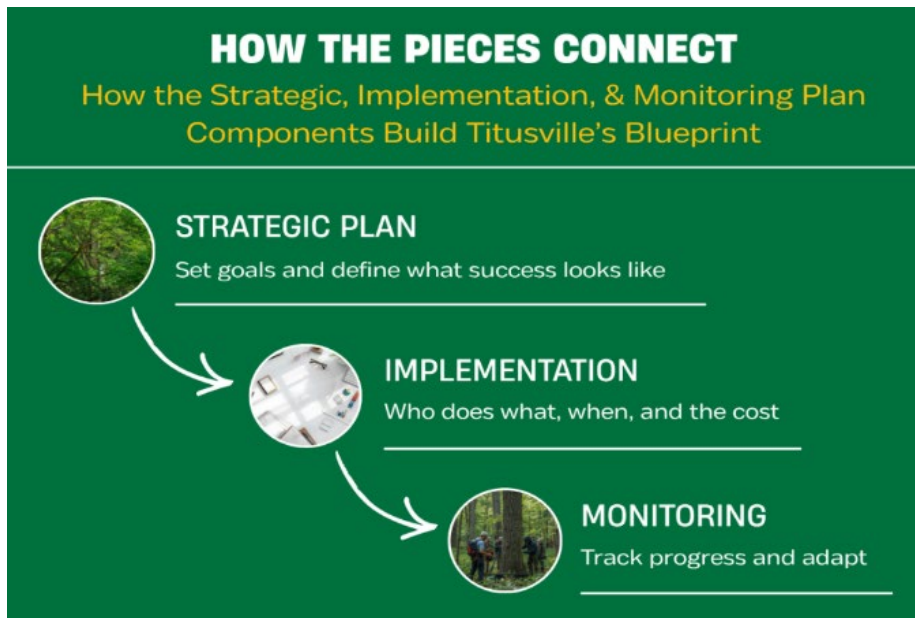 HOW THE PIECES CONNECT
How the Strategic, Implementation, & Monitoring Plan
Components Build Titusville's Blueprint
STRATEGIC PLAN
Set goals and define what success looks like
IMPLEMENTATION
Who does what, when, and the cost
MONITORING
Track progress and adapt